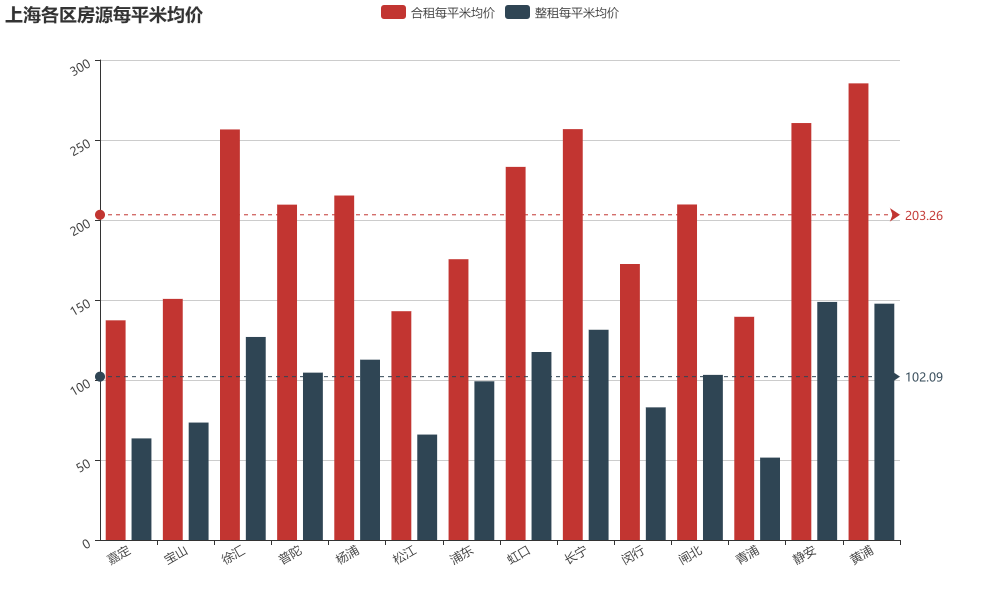 上海各区房源每平米均价
合租每平米均价
整租每平米均价
300
250
200
150
100
50
0
203.26
102.09
嘉定
宝山
徐汇
普陀
杨浦
松江
浦东
虹口
长宁
闵行
闸北
青浦
静安
黄浦